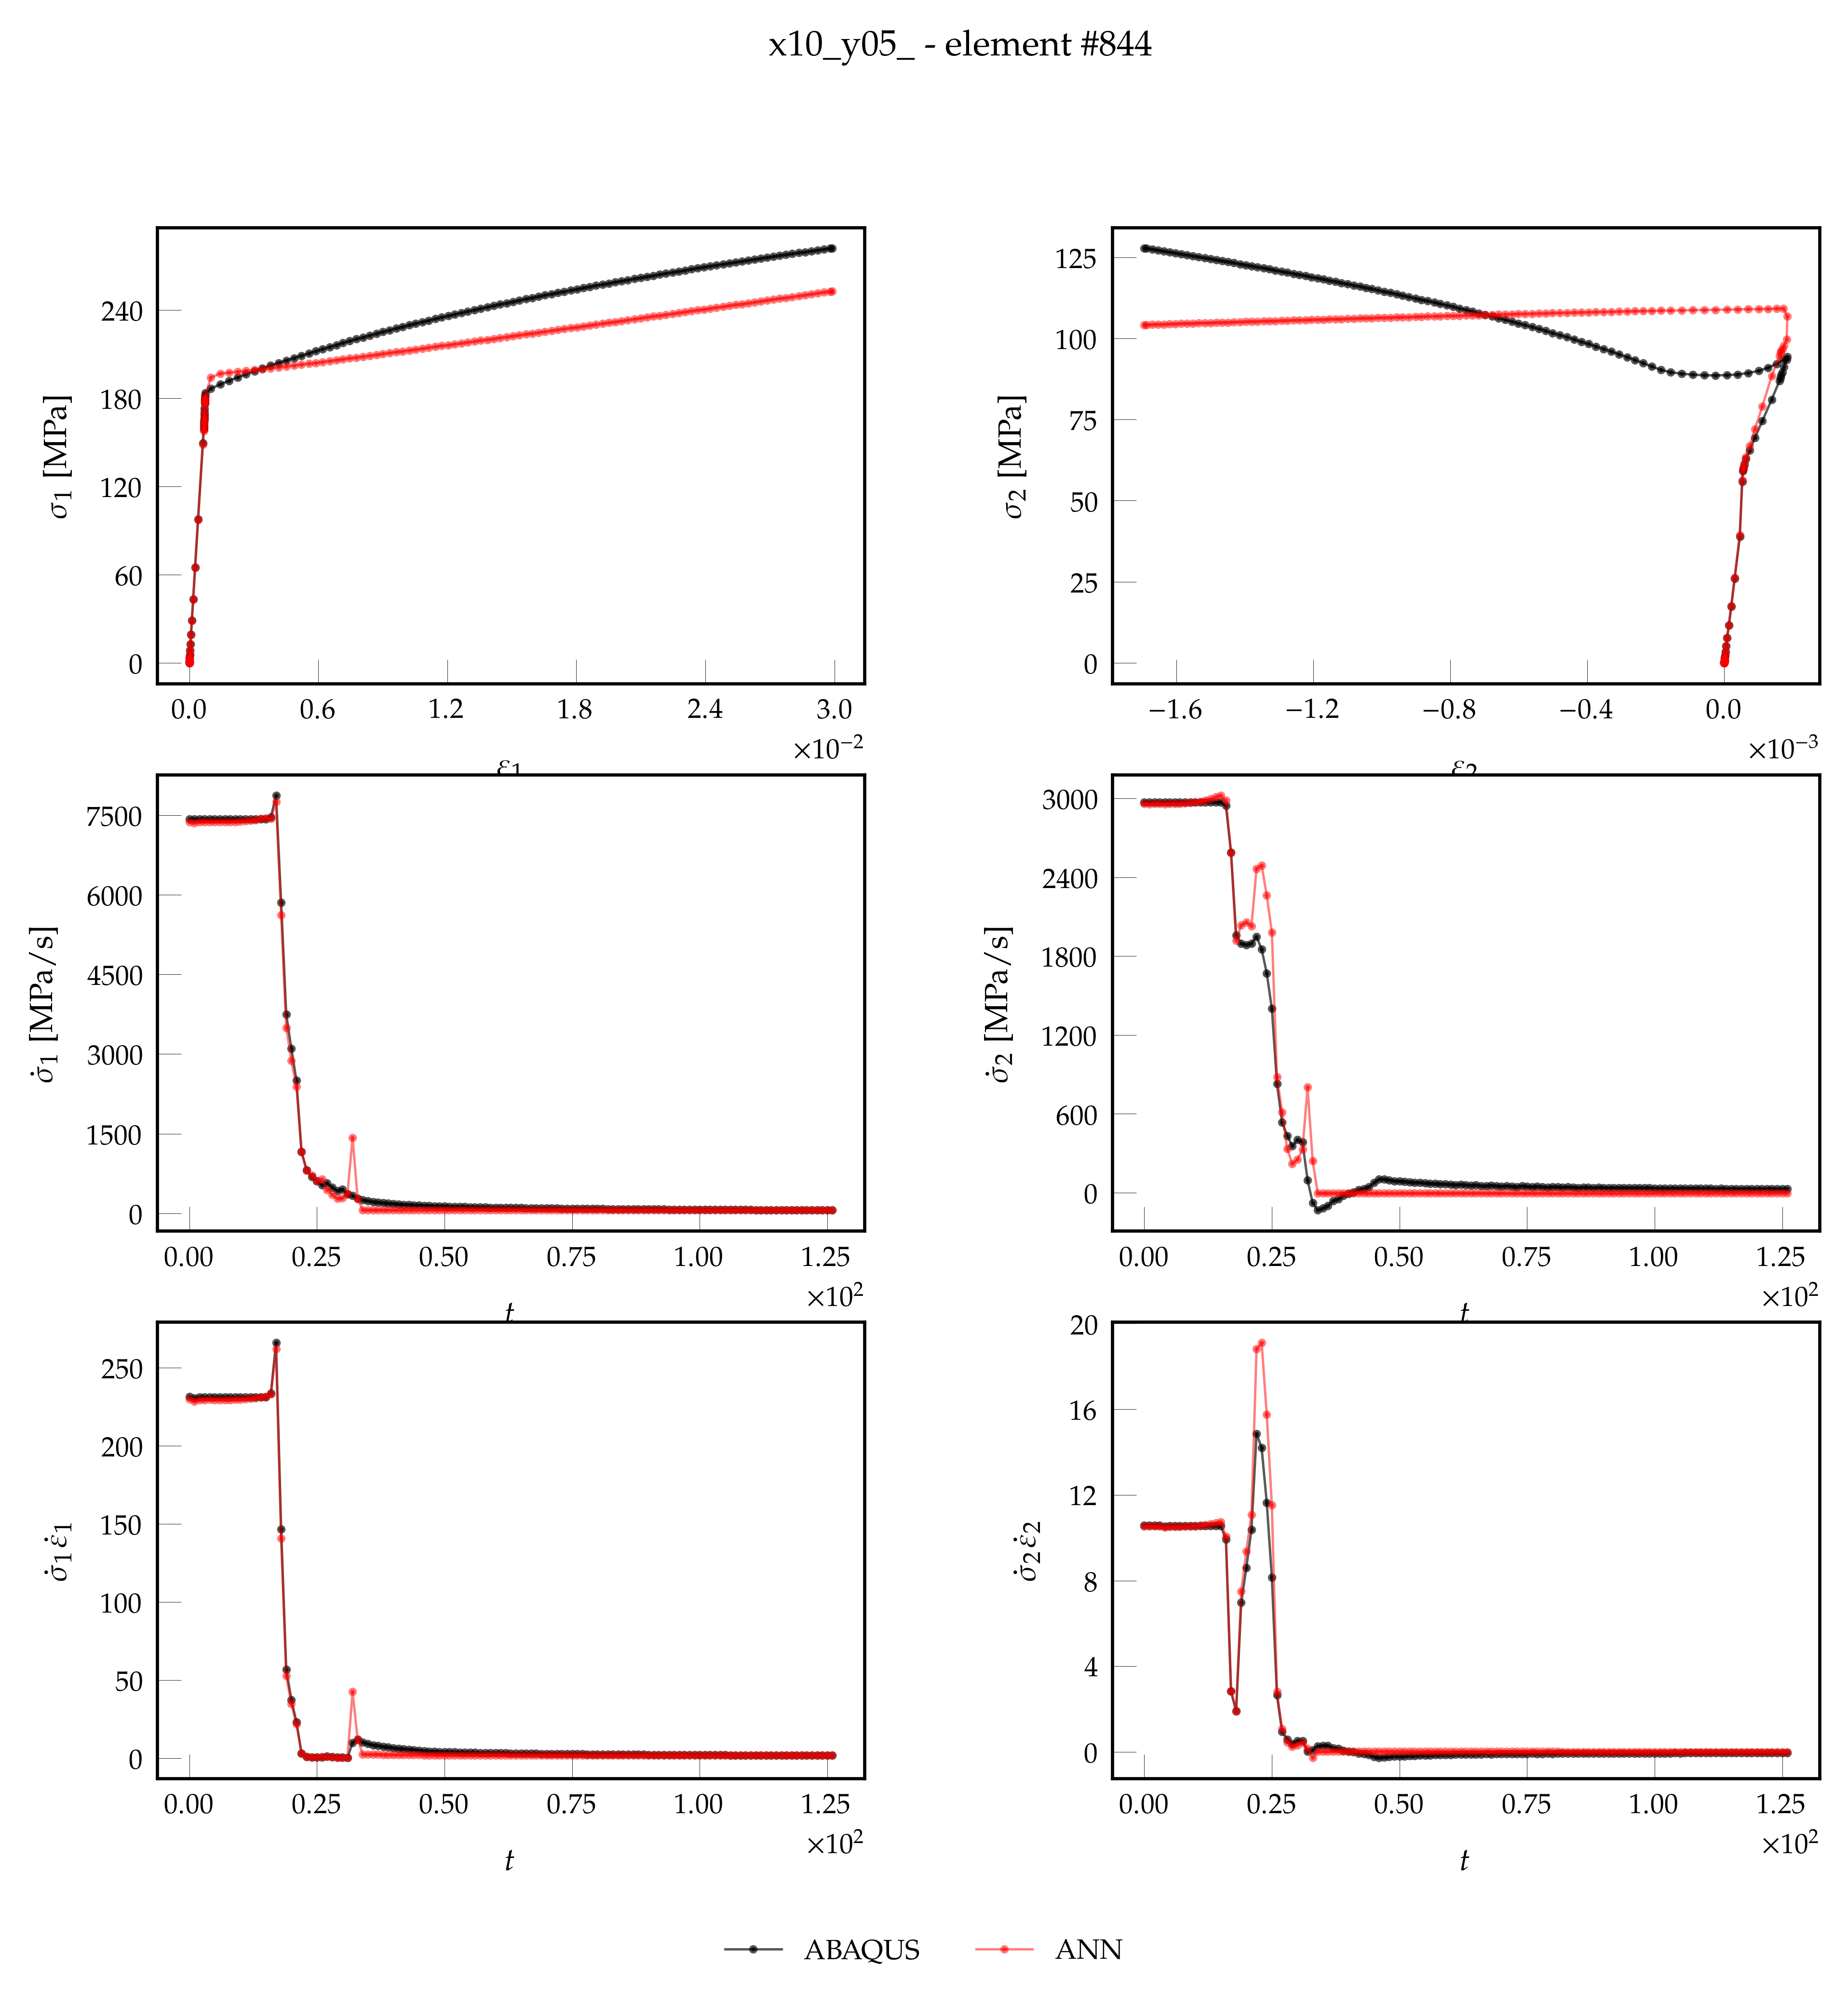 x10_y05_ - element #844
σ₁ [MPa]
240
180
120
60
0
0.0 0.6 1.2 1.8 2.4 3.0
×10⁻²
ε₁
σ₂ [MPa]
125
100
75
50
25
0
−1.6 −1.2 −0.8 −0.4 0.0
×10⁻³
ε₂
σ̇₁ [MPa/s]
7500
6000
4500
3000
1500
0
0.00 0.25 0.50 0.75 1.00 1.25
×10²
t
σ̇₂ [MPa/s]
3000
2400
1800
1200
600
0
0.00 0.25 0.50 0.75 1.00 1.25
×10²
t
σ̇₁ε̇₁
250
200
150
100
50
0
0.00 0.25 0.50 0.75 1.00 1.25
×10²
t
σ̇₂ε̇₂
20
16
12
8
4
0
0.00 0.25 0.50 0.75 1.00 1.25
×10²
t
ABAQUS ANN